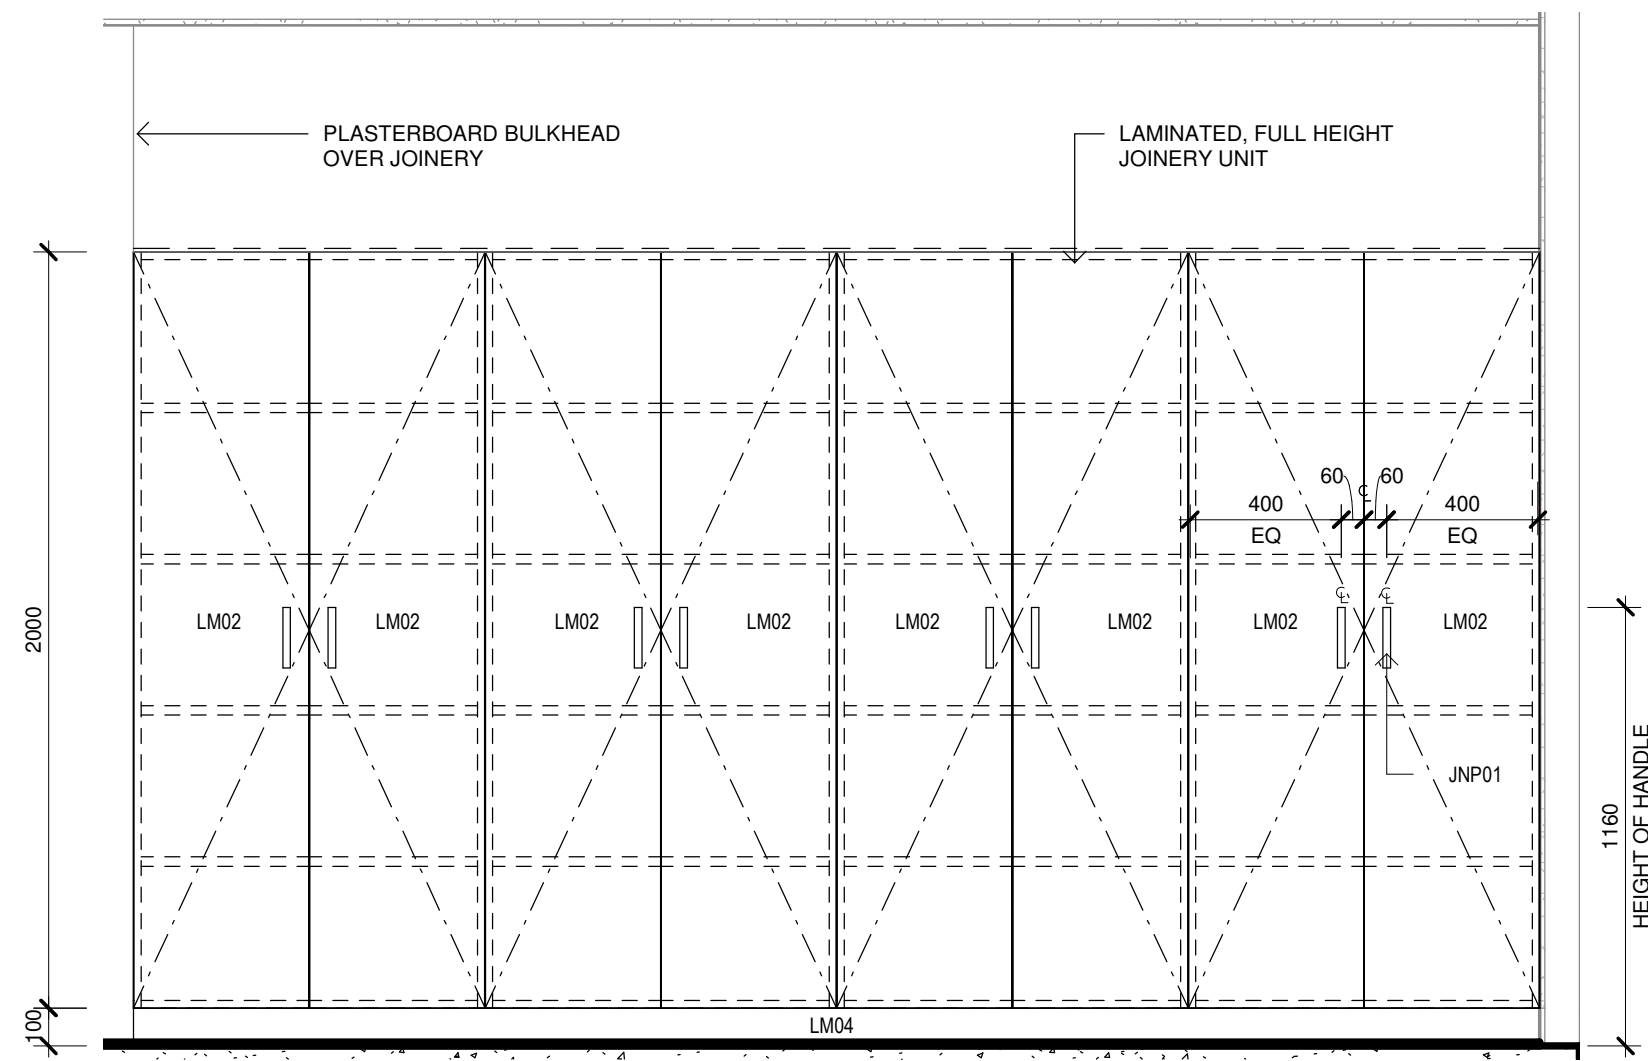 PLASTERBOARD BULKHEAD
OVER JOINERY
LAMINATED, FULL HEIGHT
JOINERY UNIT
60
℄
60
400
400
EQ
EQ
℄
℄
LM02
LM02
LM02
LM02
LM02
LM02
LM02
LM02
2000
JNP01
1160
HEIGHT OF HANDLE
100
LM04